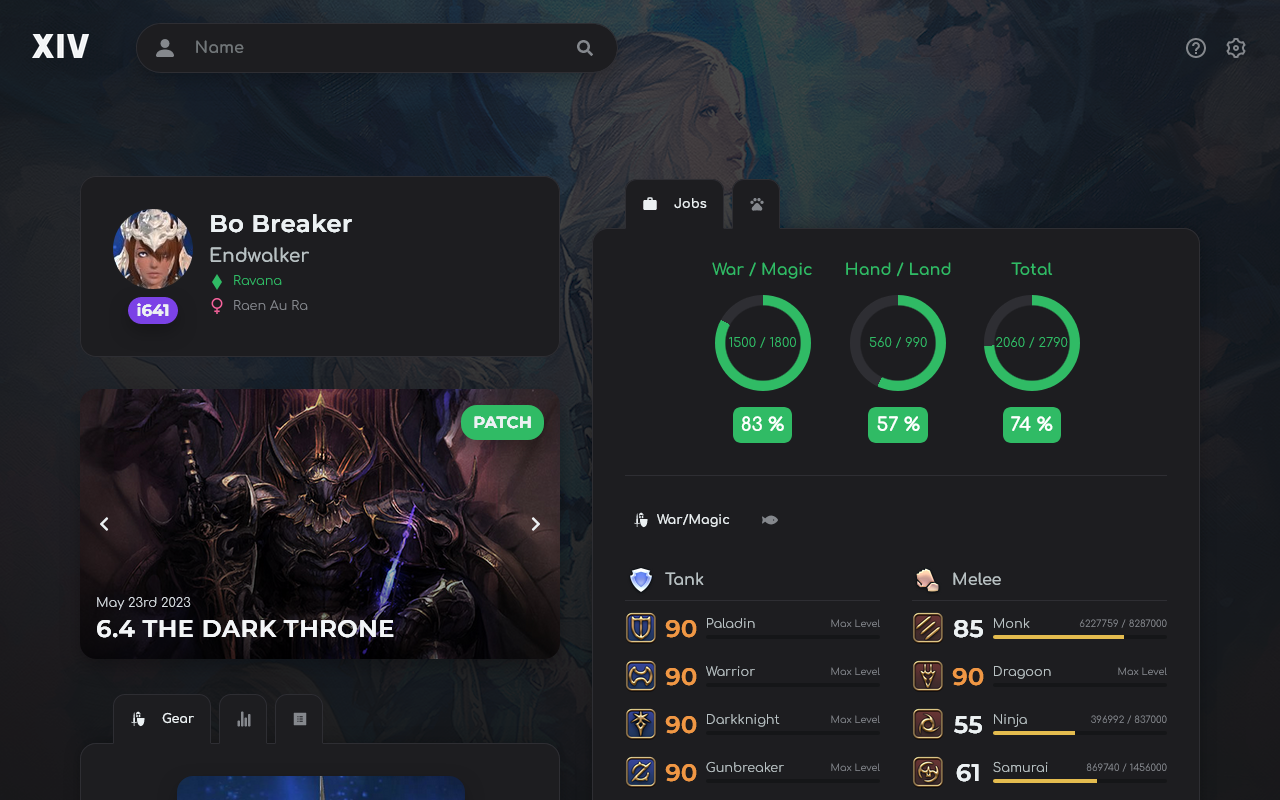 XIV
Name
Bo Breaker
Endwalker
Ravana
Raen Au Ra
i641
PATCH
May 23rd 2023
6.4 THE DARK THRONE
Gear
Jobs
War / Magic
Hand / Land
Total
1500 / 1800
560 / 990
2060 / 2790
83 %
57 %
74 %
War/Magic
Tank
90 Paladin Max Level
90 Warrior Max Level
90 Darkknight Max Level
90 Gunbreaker Max Level
Melee
85 Monk 6227759 / 8287000
90 Dragoon Max Level
55 Ninja 396992 / 837000
61 Samurai 869740 / 1456000